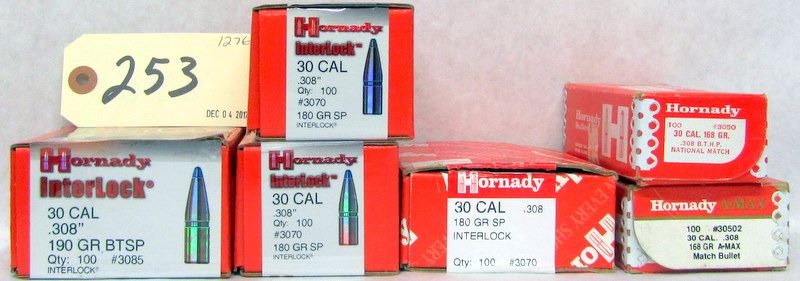 1276
253
DEC 04 201
Hornady
InterLock™
30 CAL
.308"
Qty: 100
#3070
180 GR SP
INTERLOCK®
Hornady
InterLock®
30 CAL
.308"
190 GR BTSP
Qty: 100 #3085
INTERLOCK®
Hornady
InterLock™
30 CAL
.308"
Qty: 100
#3070
180 GR SP
INTERLOCK®
Hornady
30 CAL .308
180 GR SP
INTERLOCK
Qty: 100 #3070
Hornady
100 #3050
30 CAL. 168 GR.
.308 B.T.H.P.
NATIONAL MATCH
Hornady A-MAX
100 #30502
30 CAL. .308
168 GR A-MAX
Match Bullet